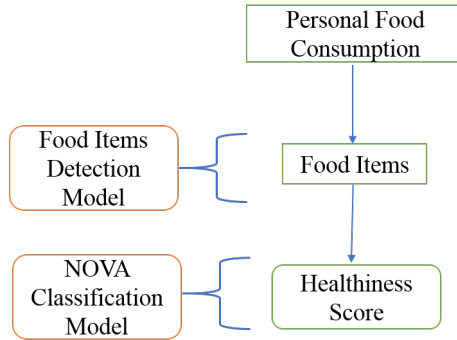 Personal Food
Consumption
Food Items
Detection
Model
Food Items
NOVA
Classification
Model
Healthiness
Score